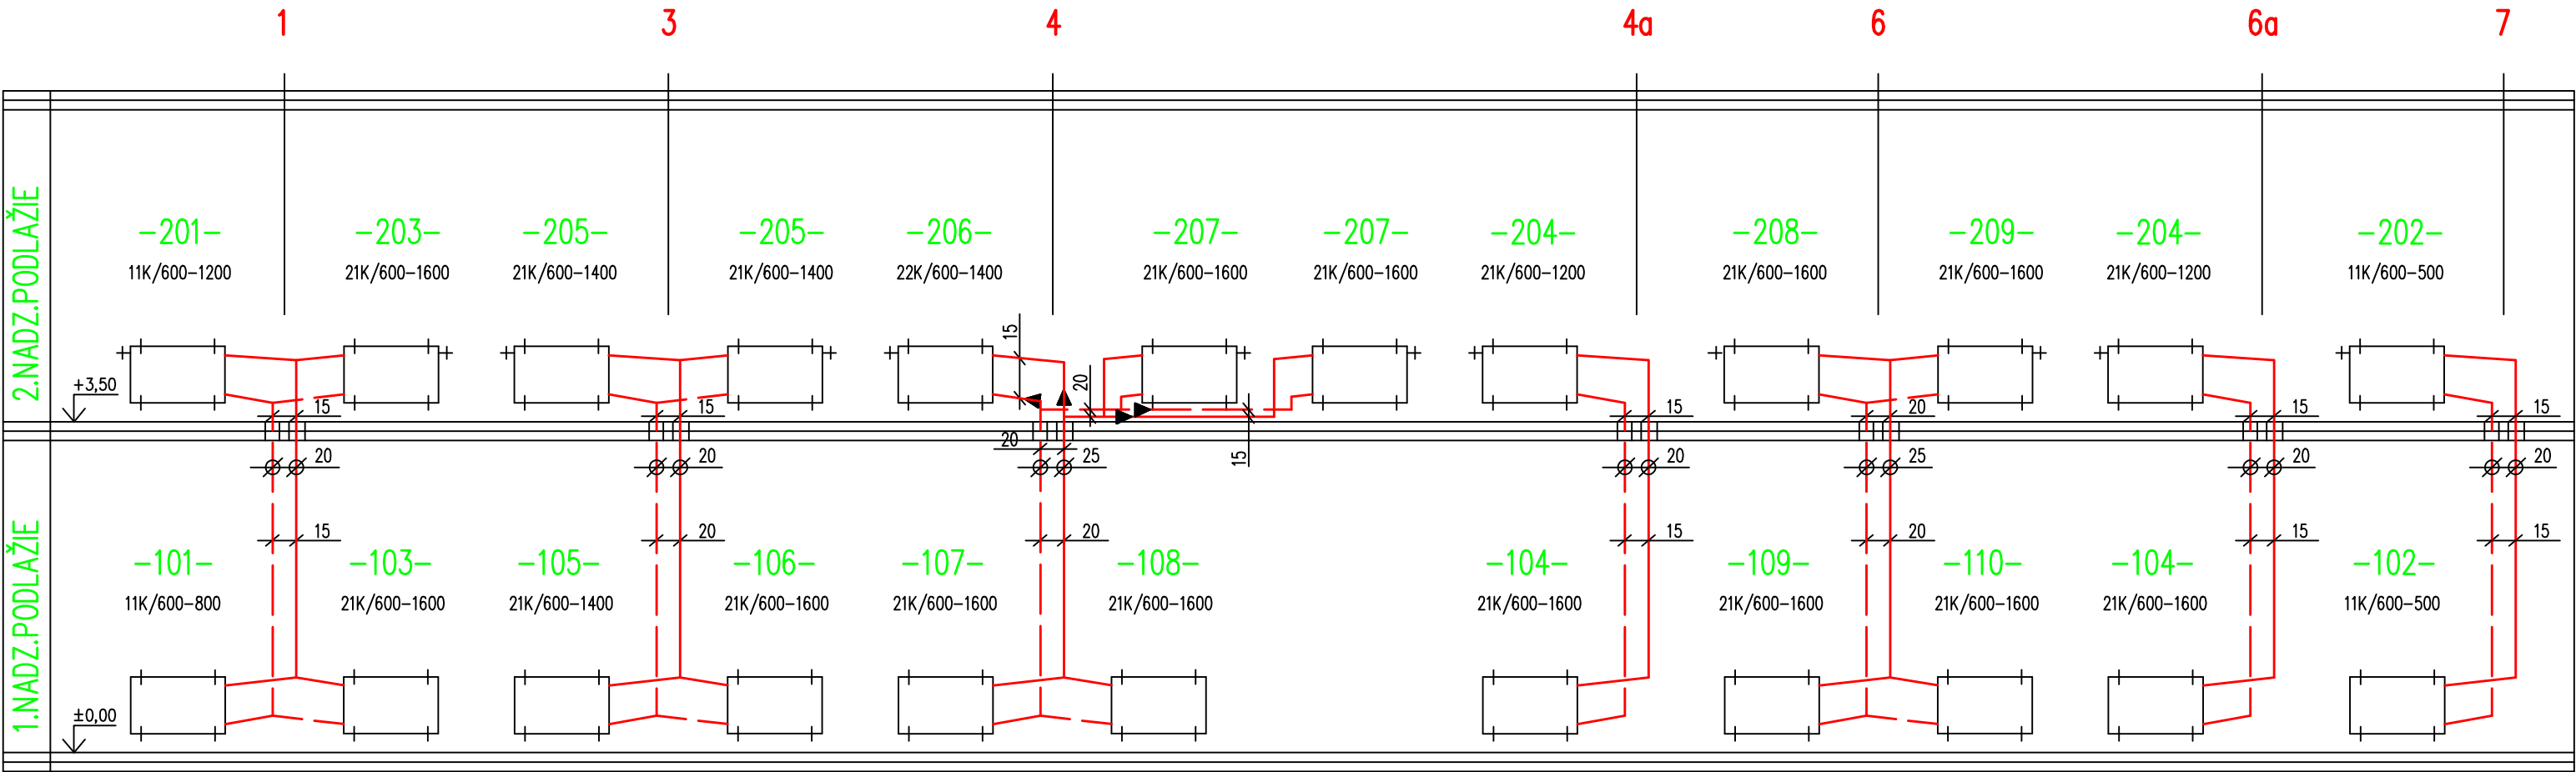 1 3 4 4a 6 6a 7
2.NADZ.PODLAŽIE
-201- -203- -205- -205- -206- -207- -207- -204- -208- -209- -204- -202-
11K/600-1200 21K/600-1600 21K/600-1400 21K/600-1400 22K/600-1400 21K/600-1600 21K/600-1600 21K/600-1200 21K/600-1600 21K/600-1600 21K/600-1200 11K/600-500
15
20
+3,50
15 15 15 20 15 15
20 15
20 20 25 20 25 20 20
15 20 20 15 20 15 15
1.NADZ.PODLAŽIE
-101- -103- -105- -106- -107- -108- -104- -109- -110- -104- -102-
11K/600-800 21K/600-1600 21K/600-1400 21K/600-1600 21K/600-1600 21K/600-1600 21K/600-1600 21K/600-1600 21K/600-1600 21K/600-1600 11K/600-500
±0,00